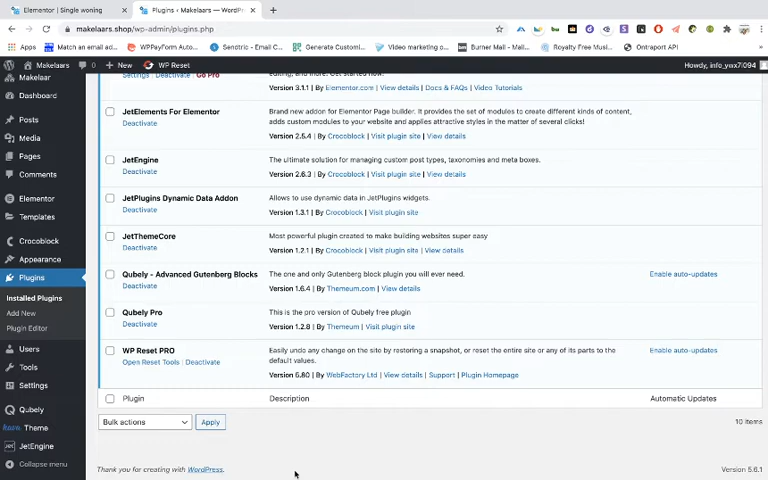 Elementor | Single woning
Plugins ‹ Makelaars — WordPr
makelaars.shop/wp-admin/plugins.php
Apps
Match an email ad...
WPPayForm Auto...
Sendtric - Email C...
Generate Customi...
Video marketing o...
Burner Mail - Mail...
Royalty Free Musi...
Ontraport API
Makelaars
0
New
WP Reset
Howdy, info_ywx7l094
Makelaar
Dashboard
Posts
Media
Pages
Comments
Elementor
Templates
Crocoblock
Appearance
Plugins
Installed Plugins
Add New
Plugin Editor
Users
Tools
Settings
Qubely
Theme
JetEngine
Collapse menu
Settings | Deactivate | Go Pro
editing, and more. Get started now!
Version 3.1.1 | By Elementor.com | View details | Docs & FAQs | Video Tutorials
JetElements For Elementor
Deactivate
Brand new addon for Elementor Page builder. It provides the set of modules to create different kinds of content,
adds custom modules to your website and applies attractive styles in the matter of several clicks!
Version 2.5.4 | By Crocoblock | Visit plugin site | View details
JetEngine
Deactivate
The ultimate solution for managing custom post types, taxonomies and meta boxes.
Version 2.6.3 | By Crocoblock | Visit plugin site | View details
JetPlugins Dynamic Data Addon
Deactivate
Allows to use dynamic data in JetPlugins widgets.
Version 1.3.1 | By Crocoblock | Visit plugin site
JetThemeCore
Deactivate
Most powerful plugin created to make building websites super easy
Version 1.2.1 | By Crocoblock | Visit plugin site | View details
Qubely - Advanced Gutenberg Blocks
Deactivate
The one and only Gutenberg block plugin you will ever need.
Version 1.6.4 | By Themeum.com | View details
Enable auto-updates
Qubely Pro
Deactivate
This is the pro version of Qubely free plugin
Version 1.2.8 | By Themeum | Visit plugin site
WP Reset PRO
Open Reset Tools | Deactivate
Easily undo any change on the site by restoring a snapshot, or reset the entire site or any of its parts to the
default values.
Version 5.80 | By WebFactory Ltd | View details | Support | Plugin Homepage
Enable auto-updates
Plugin
Description
Automatic Updates
Bulk actions
Apply
10 items
Thank you for creating with WordPress.
Version 5.6.1